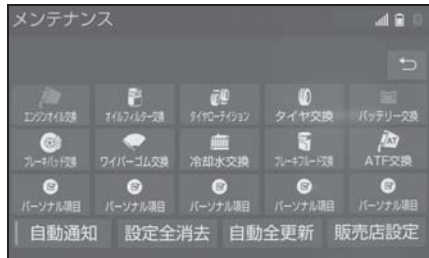 メンテナンス
エンジンオイル交換 オイルフィルター交換 タイヤローテイション タイヤ交換 バッテリー交換
ブレーキパッド交換 ワイパーゴム交換 冷却水交換 ブレーキフルード交換 ATF交換
パーソナル項目 パーソナル項目 パーソナル項目 パーソナル項目 パーソナル項目
自動通知 設定全消去 自動全更新 販売店設定